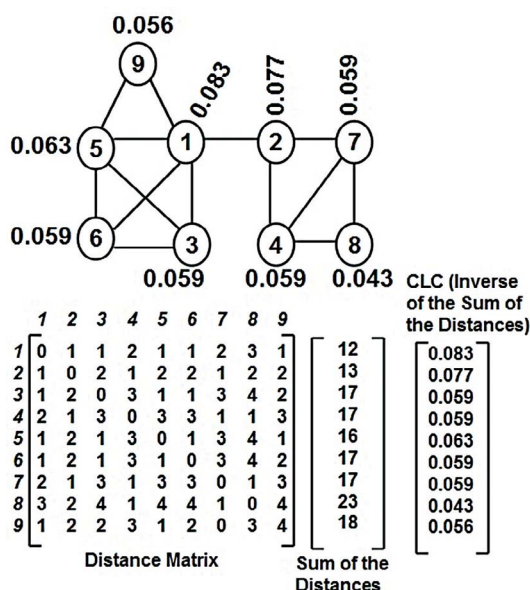 0.056
9
0.083
0.077
0.059
0.063
5
1
2
7
0.059
6
3
4
8
0.059
0.059
0.043
CLC (Inverse
of the Sum of
the Distances)
1 2 3 4 5 6 7 8 9
1 0 1 1 2 1 1 2 3 1 12 0.083
2 1 0 2 1 2 2 1 2 2 13 0.077
3 1 2 0 3 1 1 3 4 2 17 0.059
4 2 1 3 0 3 3 1 1 3 17 0.059
5 1 2 1 3 0 1 3 4 1 16 0.063
6 1 2 1 3 1 0 3 4 2 17 0.059
7 2 1 3 1 3 3 0 1 3 17 0.059
8 3 2 4 1 4 4 1 0 4 23 0.043
9 1 2 2 3 1 2 0 3 4 18 0.056
Distance Matrix
Sum of the
Distances